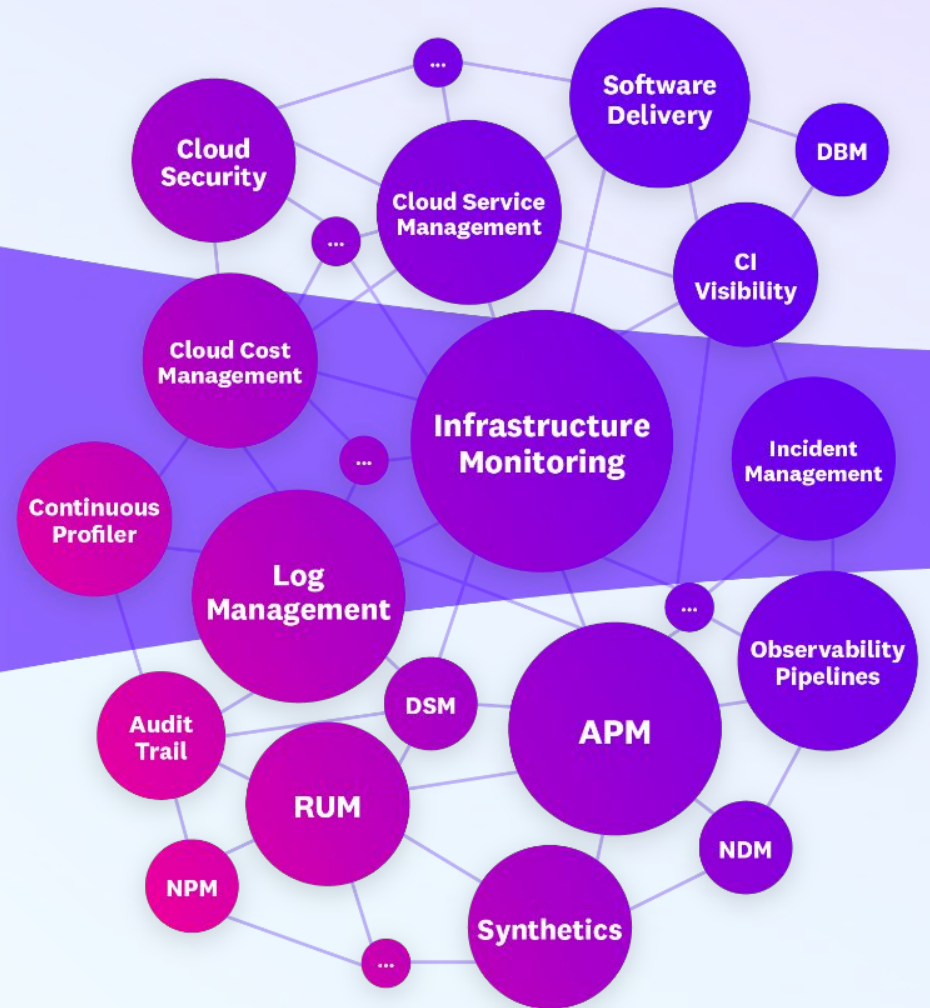 ...
Software
Delivery
Cloud
Security
DBM
Cloud Service
Management
...
CI
Visibility
Cloud Cost
Management
Infrastructure
Monitoring
Incident
Management
...
Continuous
Profiler
Log
Management
...
Observability
Pipelines
DSM
Audit
Trail
APM
RUM
NDM
NPM
Synthetics
...